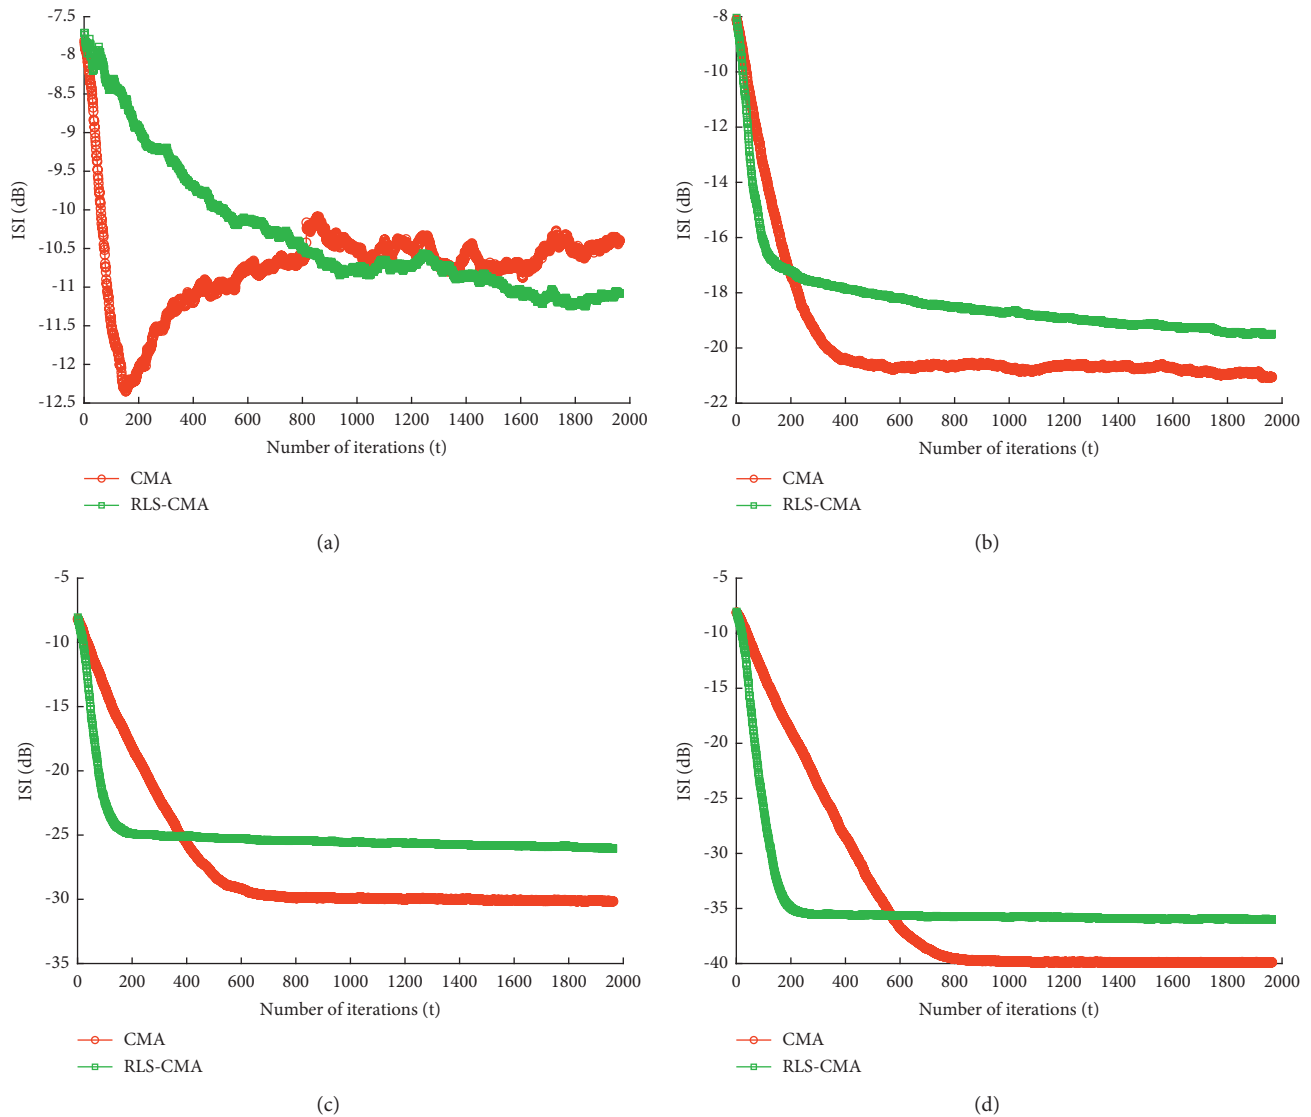 -7.5
-8
-8.5
-9
-9.5
-10
-10.5
-11
-11.5
-12
-12.5
ISI (dB)
0 200 400 600 800 1000 1200 1400 1600 1800 2000
Number of iterations (t)
CMA
RLS-CMA
(a)
-8
-10
-12
-14
-16
-18
-20
-22
ISI (dB)
0 200 400 600 800 1000 1200 1400 1600 1800 2000
Number of iterations (t)
CMA
RLS-CMA
(b)
-5
-10
-15
-20
-25
-30
-35
ISI (dB)
0 200 400 600 800 1000 1200 1400 1600 1800 2000
Number of iterations (t)
CMA
RLS-CMA
(c)
-5
-10
-15
-20
-25
-30
-35
-40
ISI (dB)
0 200 400 600 800 1000 1200 1400 1600 1800 2000
Number of iterations (t)
CMA
RLS-CMA
(d)